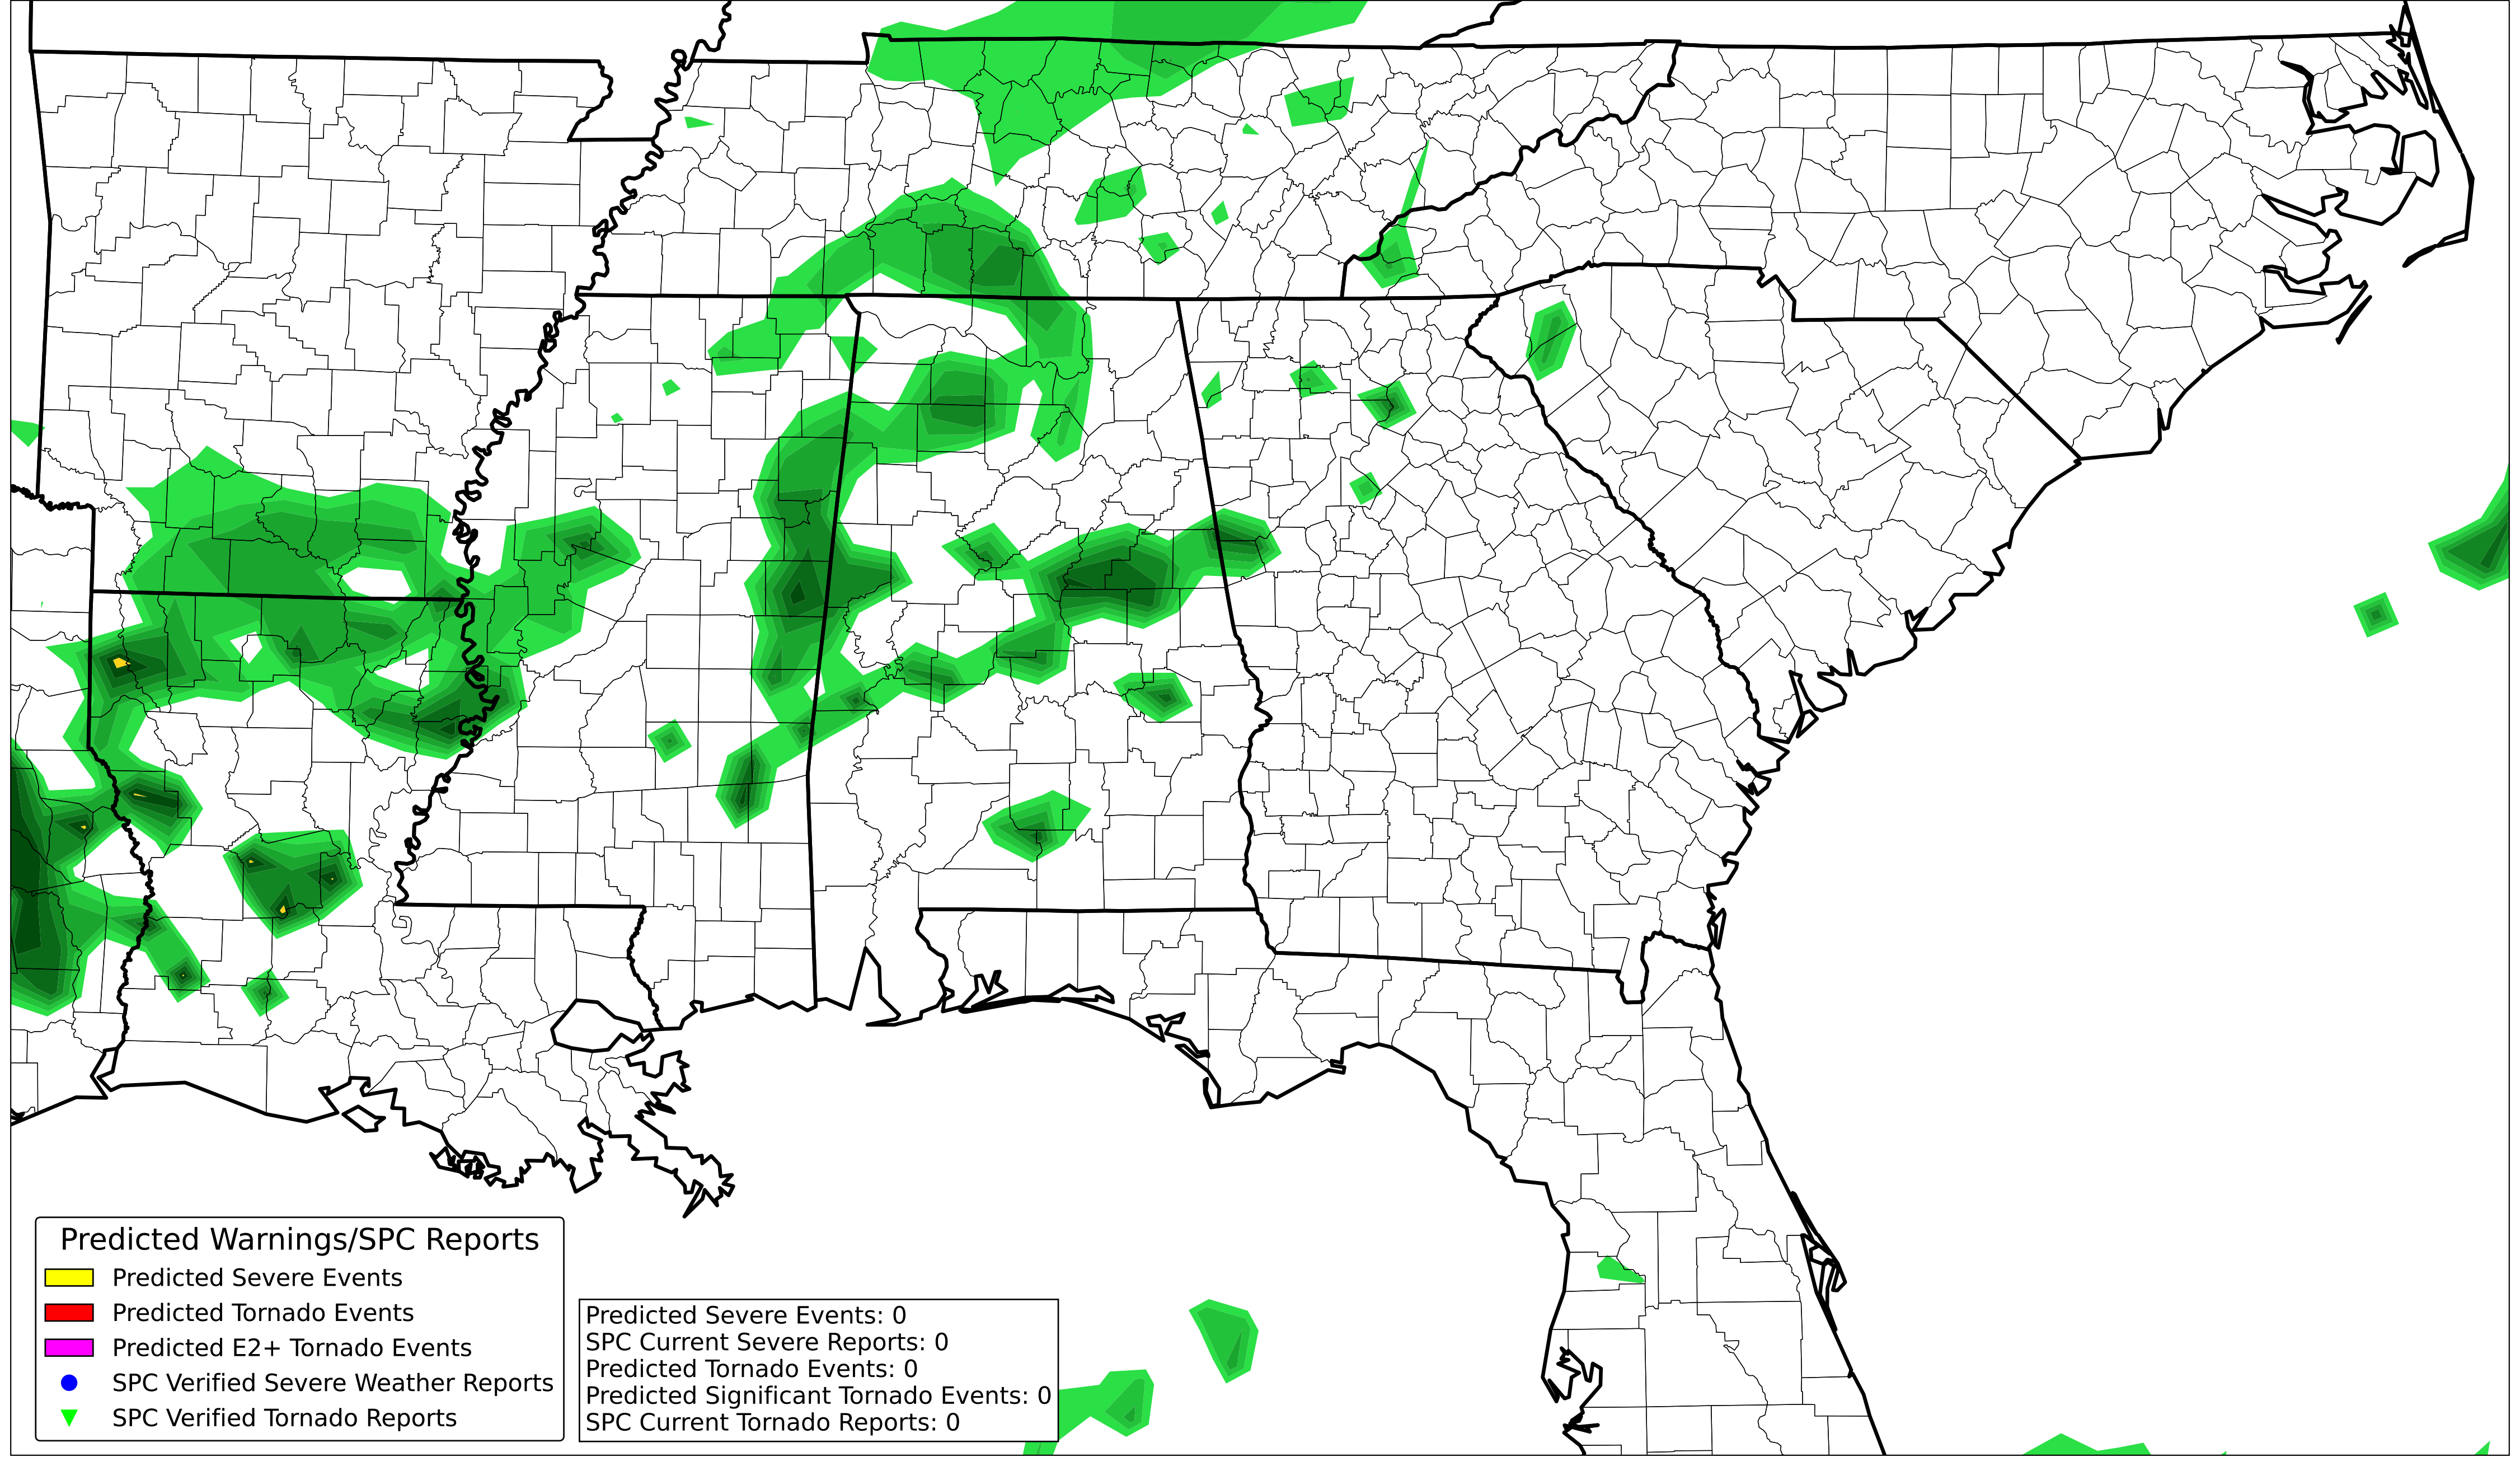 Predicted Warnings/SPC Reports
Predicted Severe Events
Predicted Tornado Events
Predicted E2+ Tornado Events
SPC Verified Severe Weather Reports
SPC Verified Tornado Reports
Predicted Severe Events: 0
SPC Current Severe Reports: 0
Predicted Tornado Events: 0
Predicted Significant Tornado Events: 0
SPC Current Tornado Reports: 0